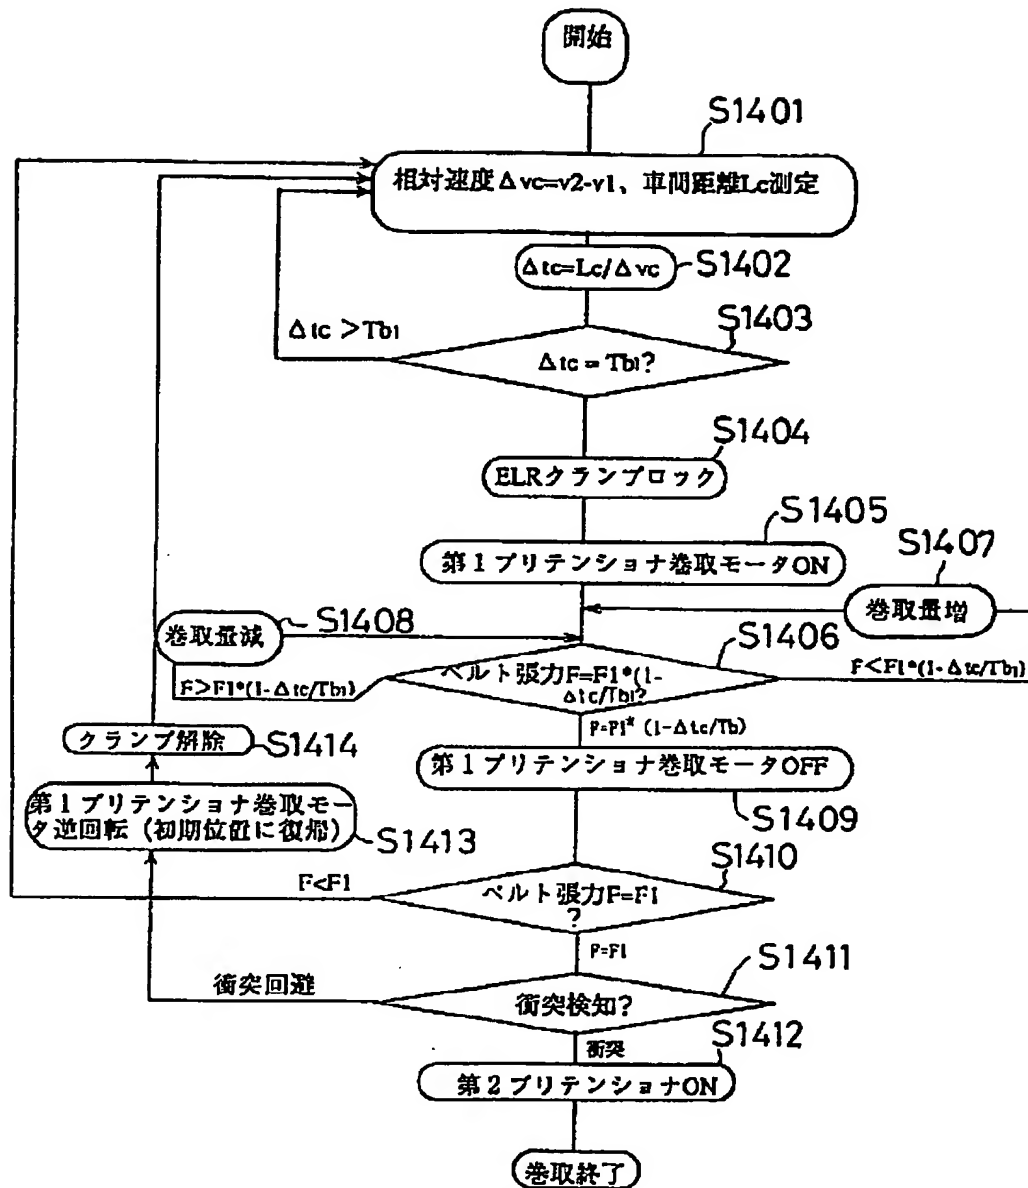 開始
S1401
相対速度Δvc=v2-v1、車間距離Lc測定
Δtc=Lc/Δvc
S1402
S1403
Δtc >Tb1
Δtc = Tb1?
S1404
ELRクランプロック
S1405
第1プリテンショナ巻取モータON
S1407
巻取量増
S1408
巻取量減
S1406
ベルト張力F=F1*(1-
Δtc/Tb1?
F>F1*(1-Δtc/Tb1)
F<F1*(1-Δtc/Tb1)
F=F1* (1-Δtc/Tb)
クランプ解除
S1414
第1プリテンショナ巻取モータOFF
S1409
第1プリテンショナ巻取モー
タ逆回転（初期位置に復帰）
S1413
S1410
F<F1
ベルト張力F=F1
?
F=F1
S1411
衝突回避
衝突検知?
衝突
S1412
第2プリテンショナON
巻取終了